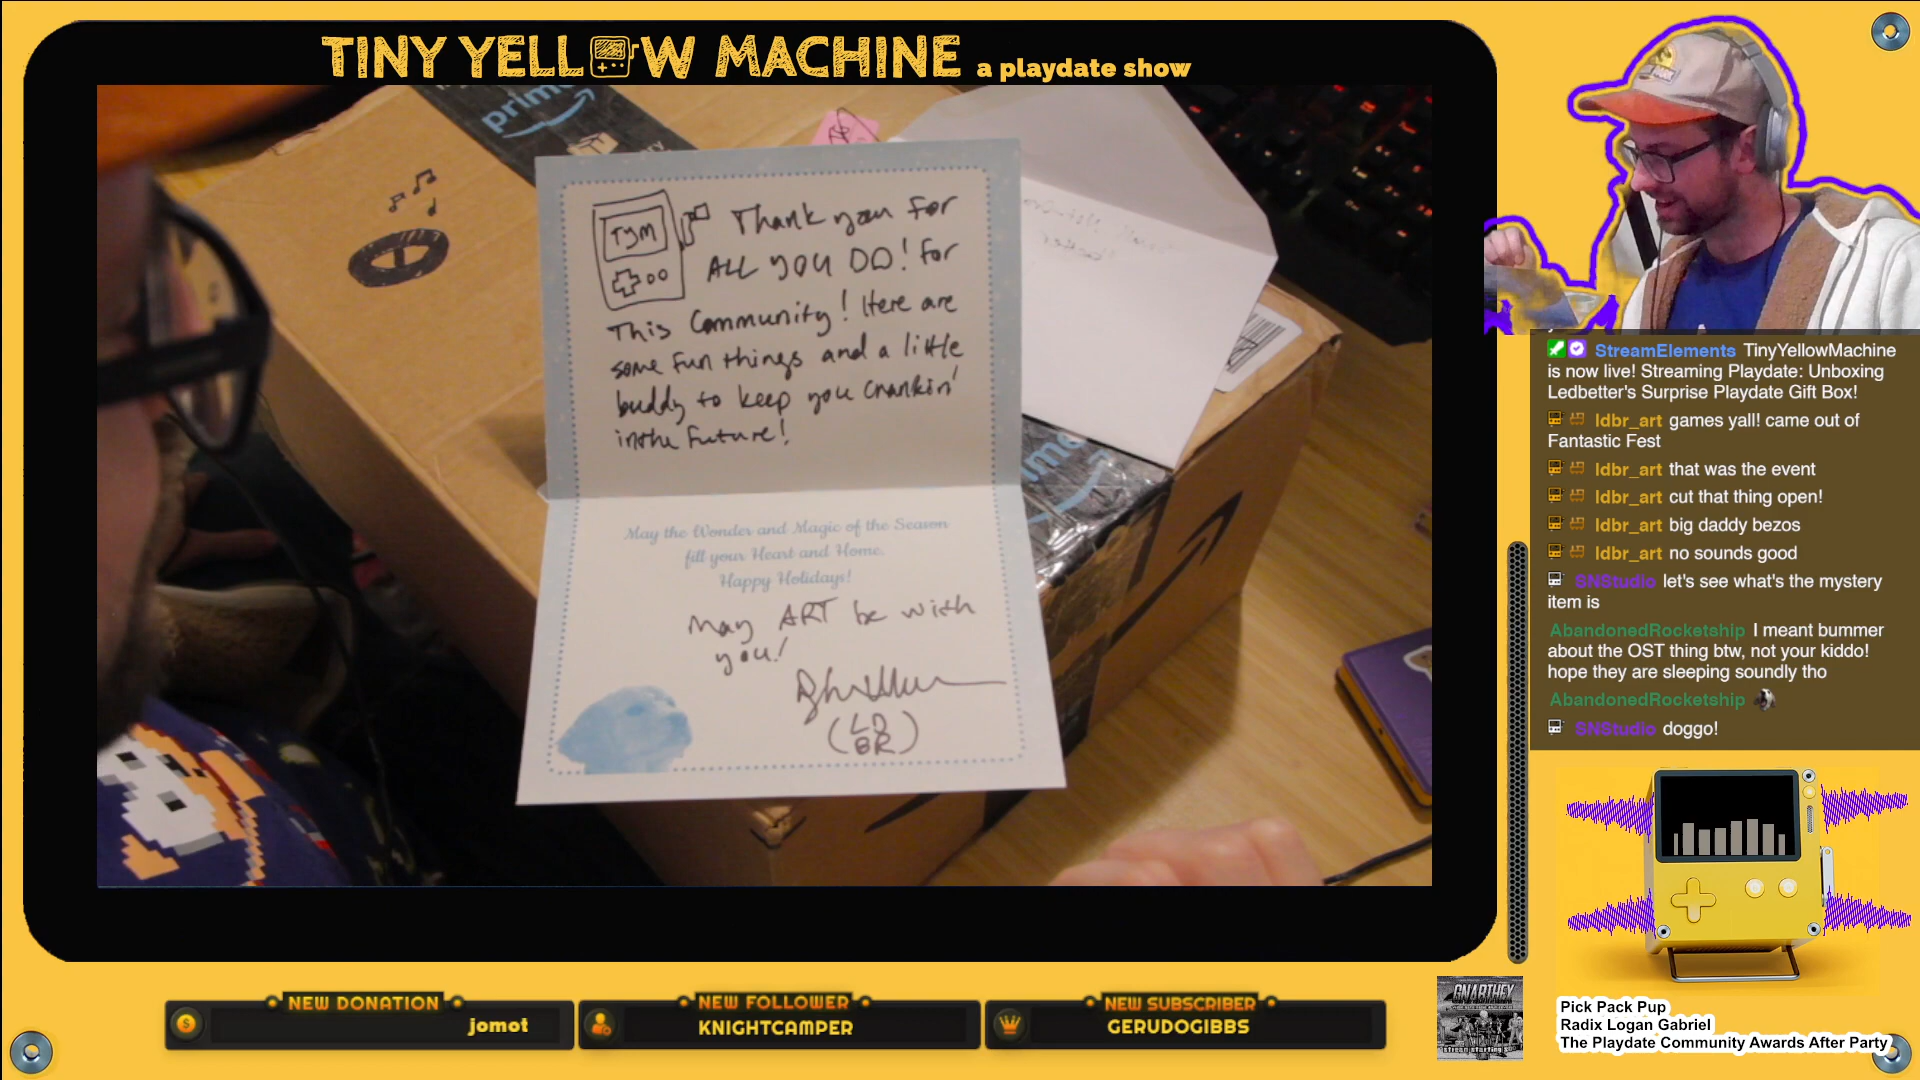 TINY YELLOW MACHINE a playdate show
prime
TYM
Thank you for
ALL YOU DO! for
This Community! Here are
some fun things and a little
buddy to keep you crankin'
in the future!
May the Wonder and Magic of the Season
fill your Heart and Home.
Happy Holidays!
May ART be with
you!
(LD
BR)
StreamElements TinyYellowMachine
is now live! Streaming Playdate: Unboxing
Ledbetter's Surprise Playdate Gift Box!
ldbr_art games yall! came out of
Fantastic Fest
ldbr_art that was the event
ldbr_art cut that thing open!
ldbr_art big daddy bezos
ldbr_art no sounds good
SNStudio let's see what's the mystery
item is
AbandonedRocketship I meant bummer
about the OST thing btw, not your kiddo!
hope they are sleeping soundly tho
AbandonedRocketship
SNStudio doggo!
NEW DONATION
jomot
NEW FOLLOWER
KNIGHTCAMPER
NEW SUBSCRIBER
GERUDOGIBBS
GNARTHEY
Pick Pack Pup
Radix Logan Gabriel
The Playdate Community Awards After Party